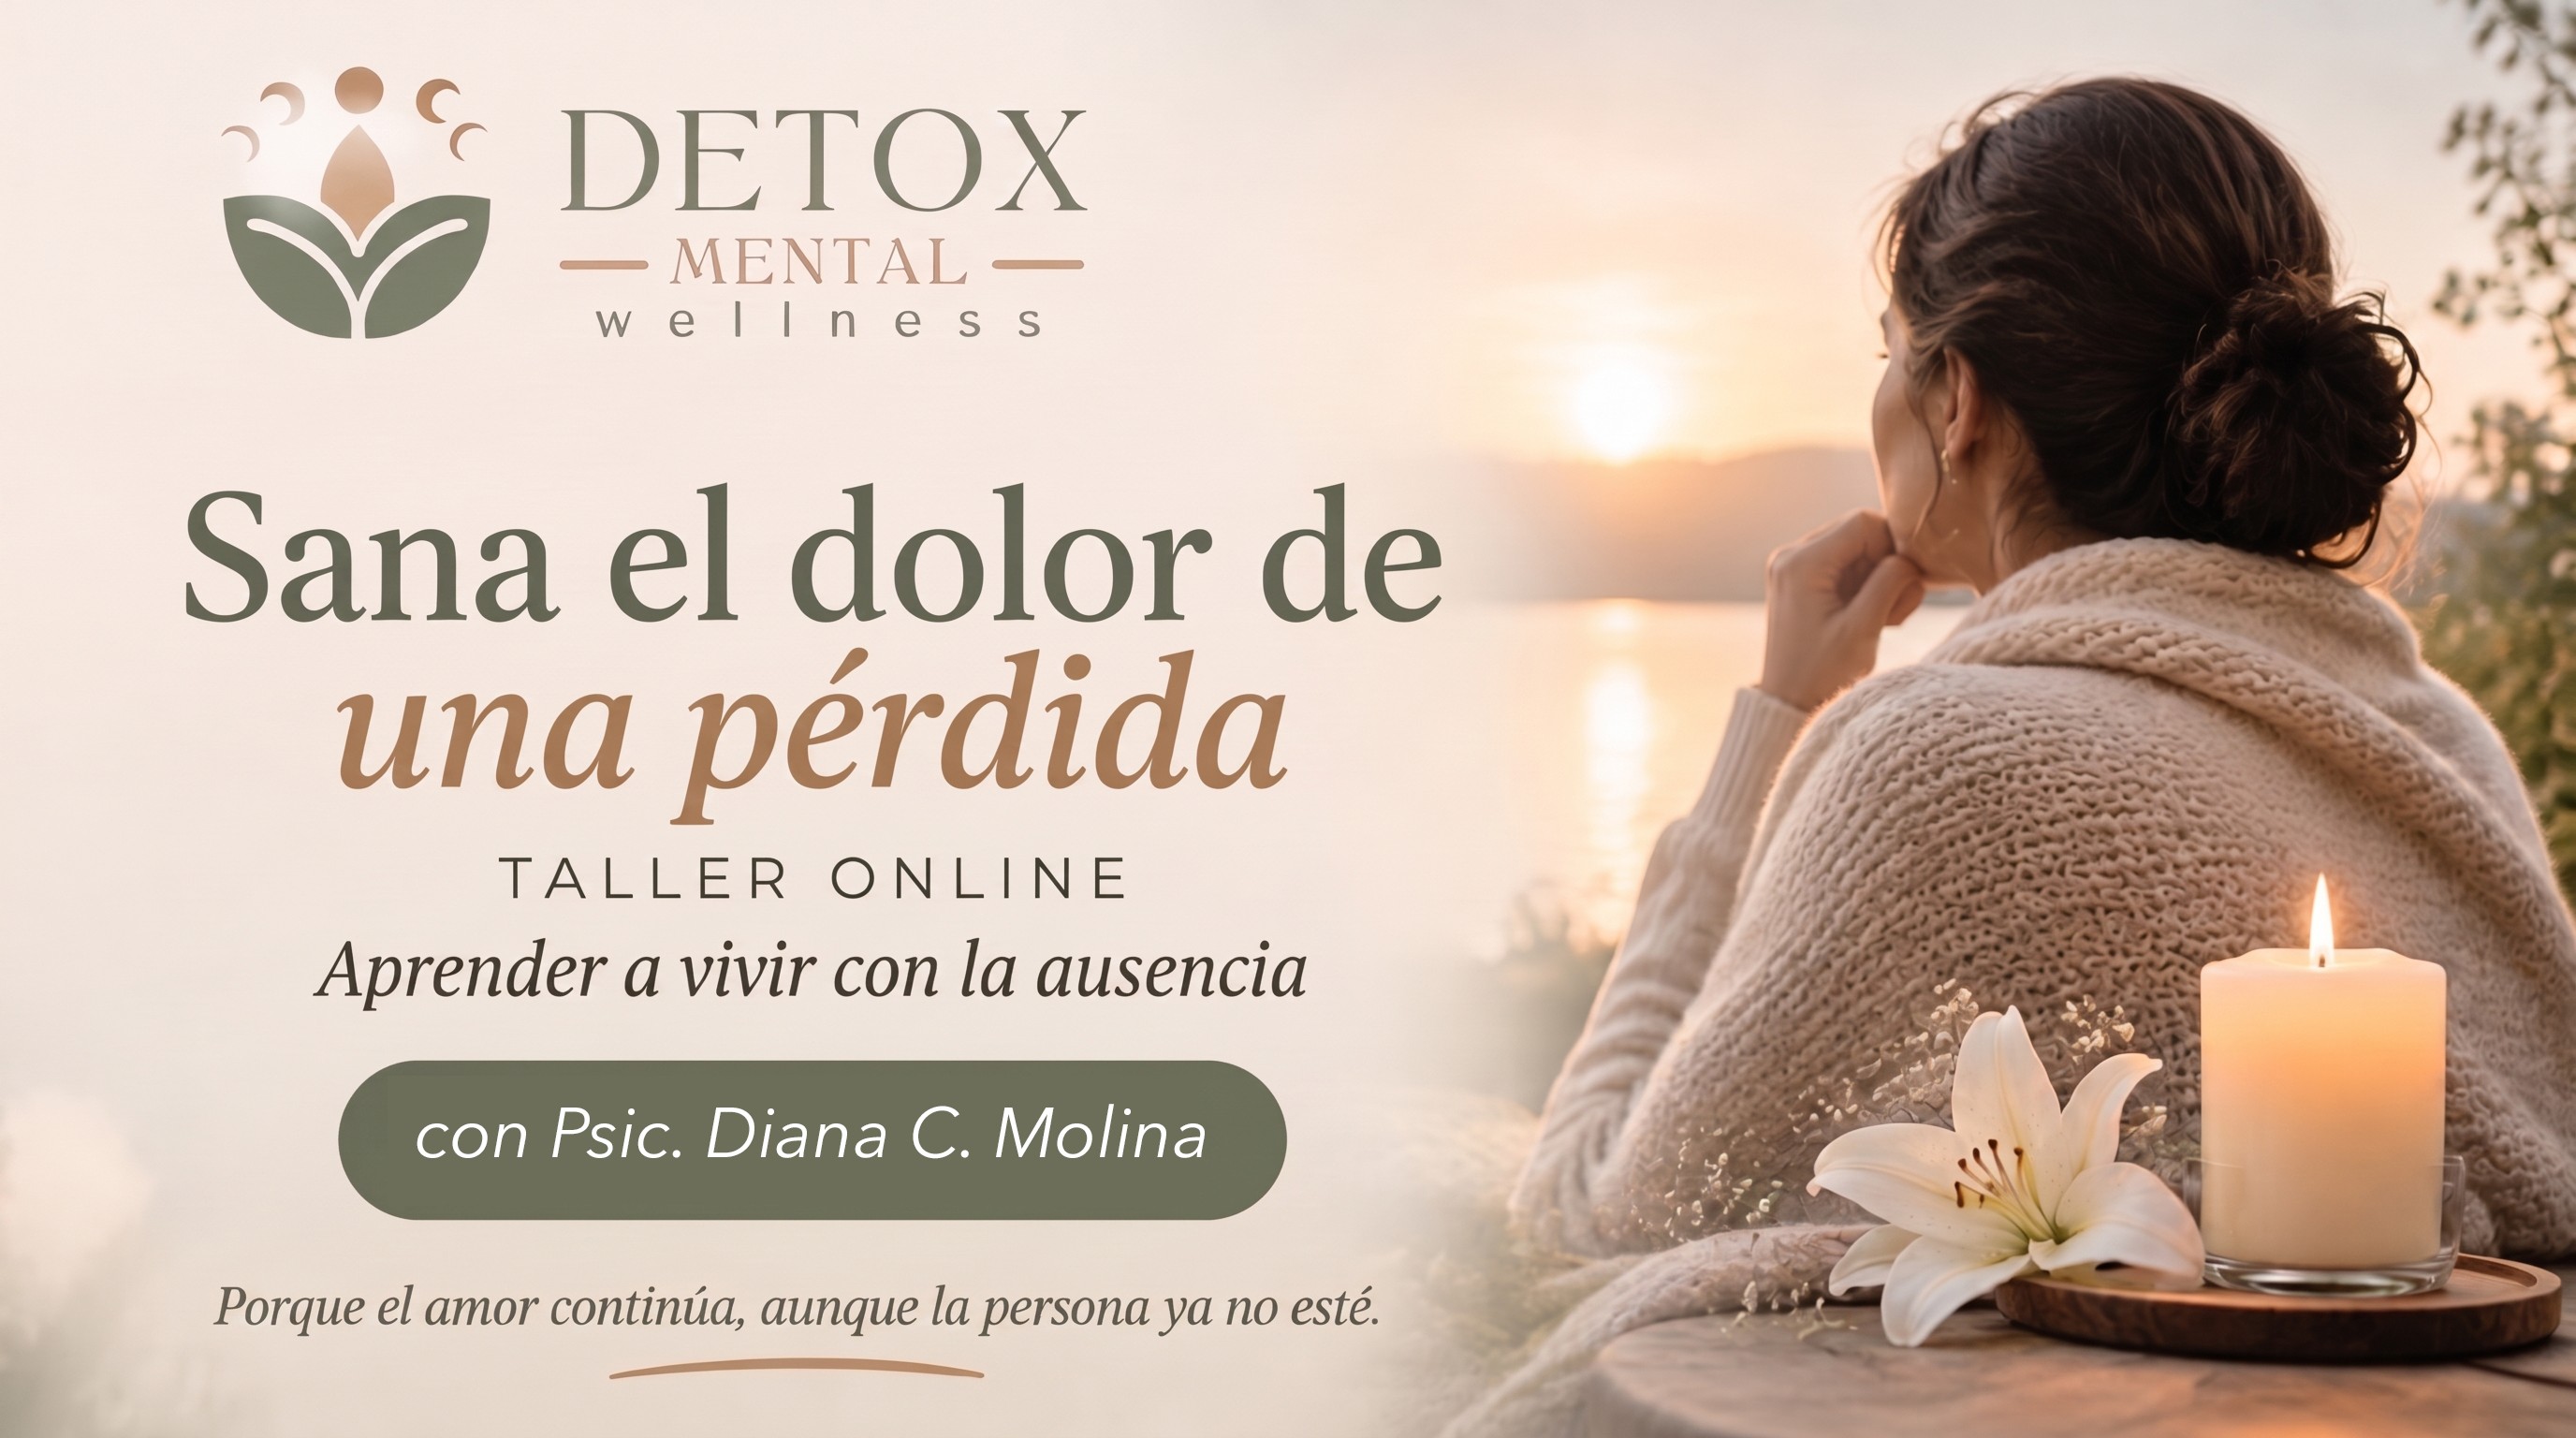 DETOX
MENTAL
wellness
Sana el dolor de
una pérdida
TALLER ONLINE
Aprender a vivir con la ausencia
con Psic. Diana C. Molina
Porque el amor continúa, aunque la persona ya no esté.